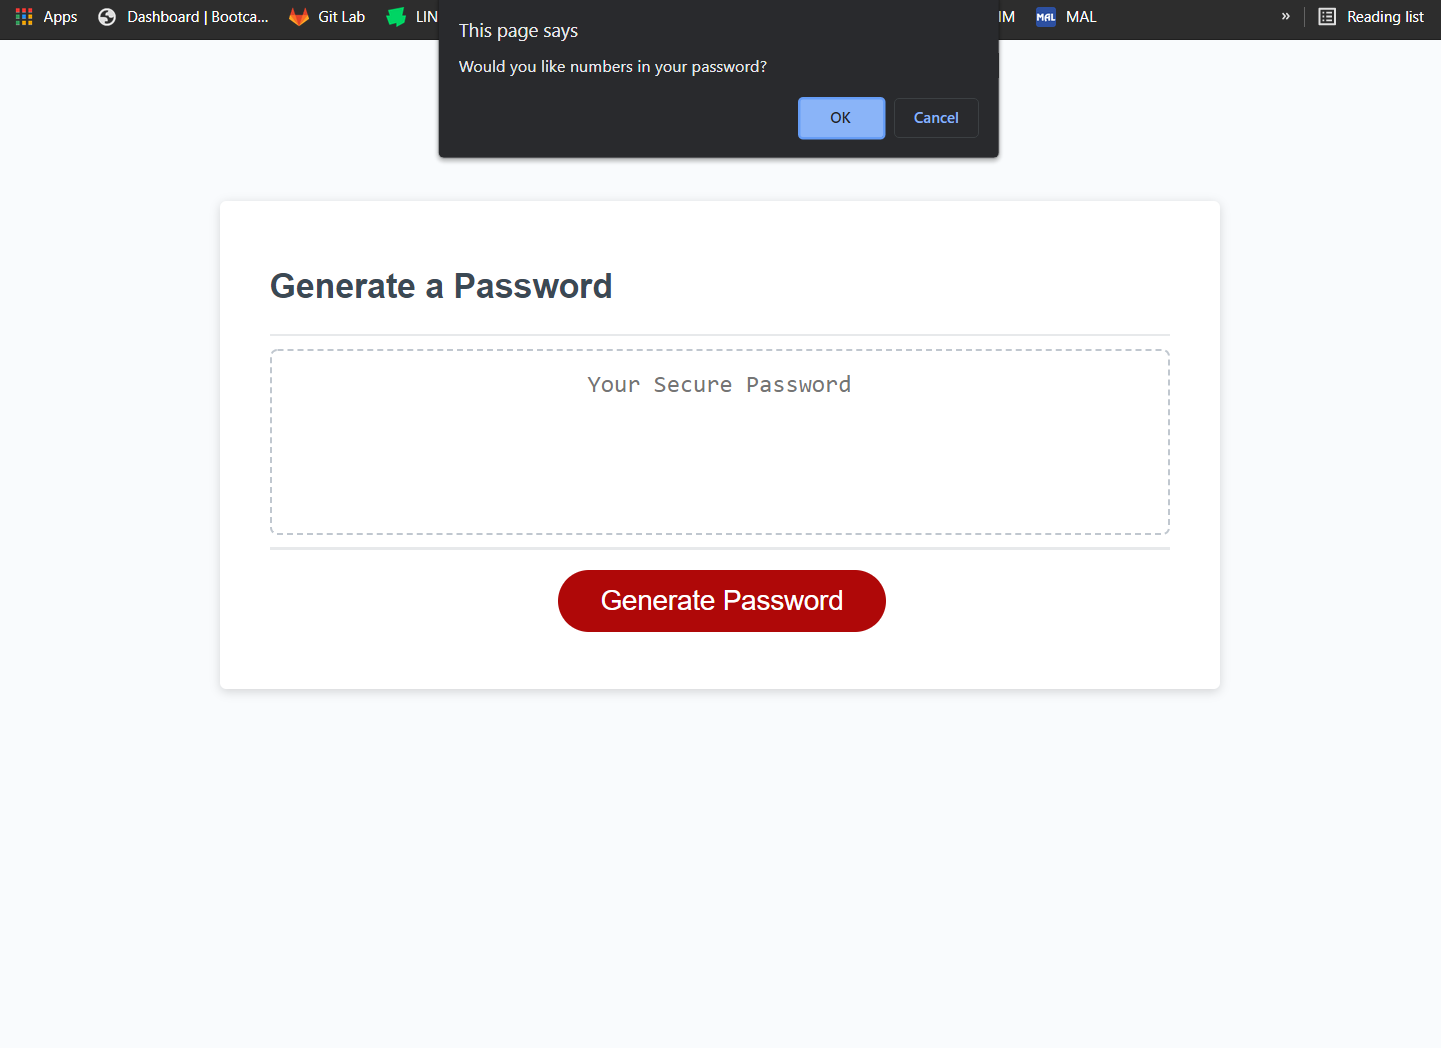 Apps Dashboard | Bootca... Git Lab LIN IM MAL MAL » Reading list
This page says
Would you like numbers in your password?
OK Cancel
Generate a Password
Your Secure Password
Generate Password